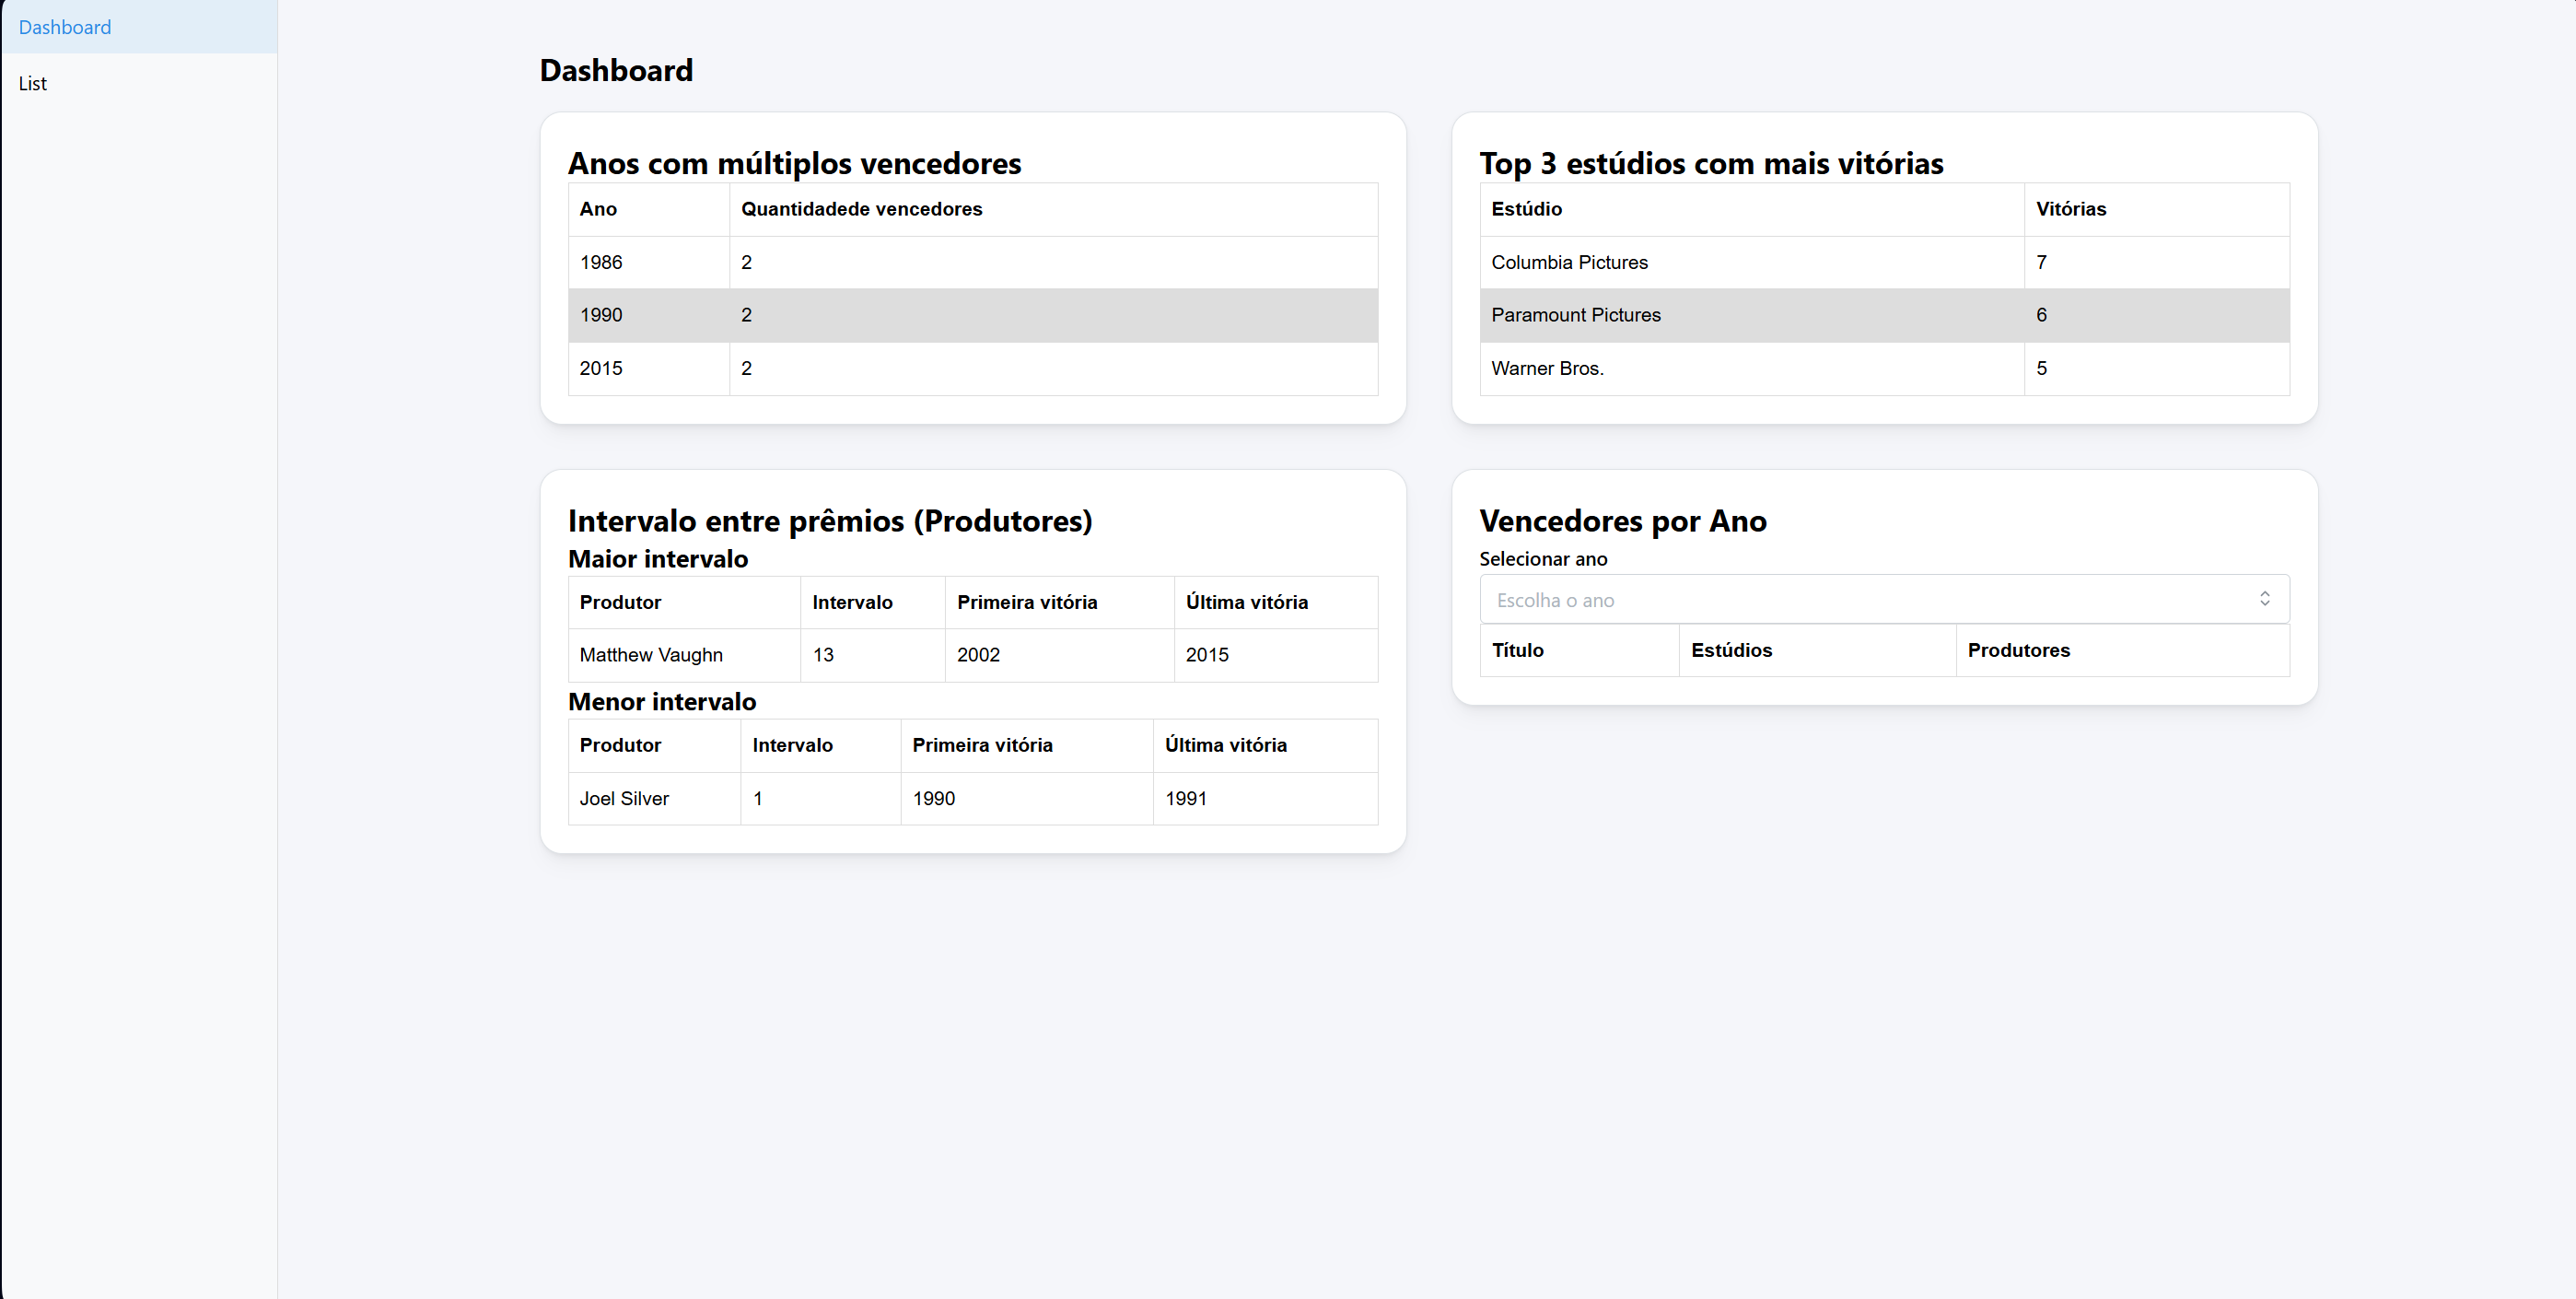 Dashboard
List
Dashboard
Anos com múltiplos vencedores
Ano Quantidadede vencedores
1986 2
1990 2
2015 2
Top 3 estúdios com mais vitórias
Estúdio Vitórias
Columbia Pictures 7
Paramount Pictures 6
Warner Bros. 5
Intervalo entre prêmios (Produtores)
Maior intervalo
Produtor Intervalo Primeira vitória Última vitória
Matthew Vaughn 13 2002 2015
Menor intervalo
Produtor Intervalo Primeira vitória Última vitória
Joel Silver 1 1990 1991
Vencedores por Ano
Selecionar ano
Escolha o ano
Título Estúdios Produtores